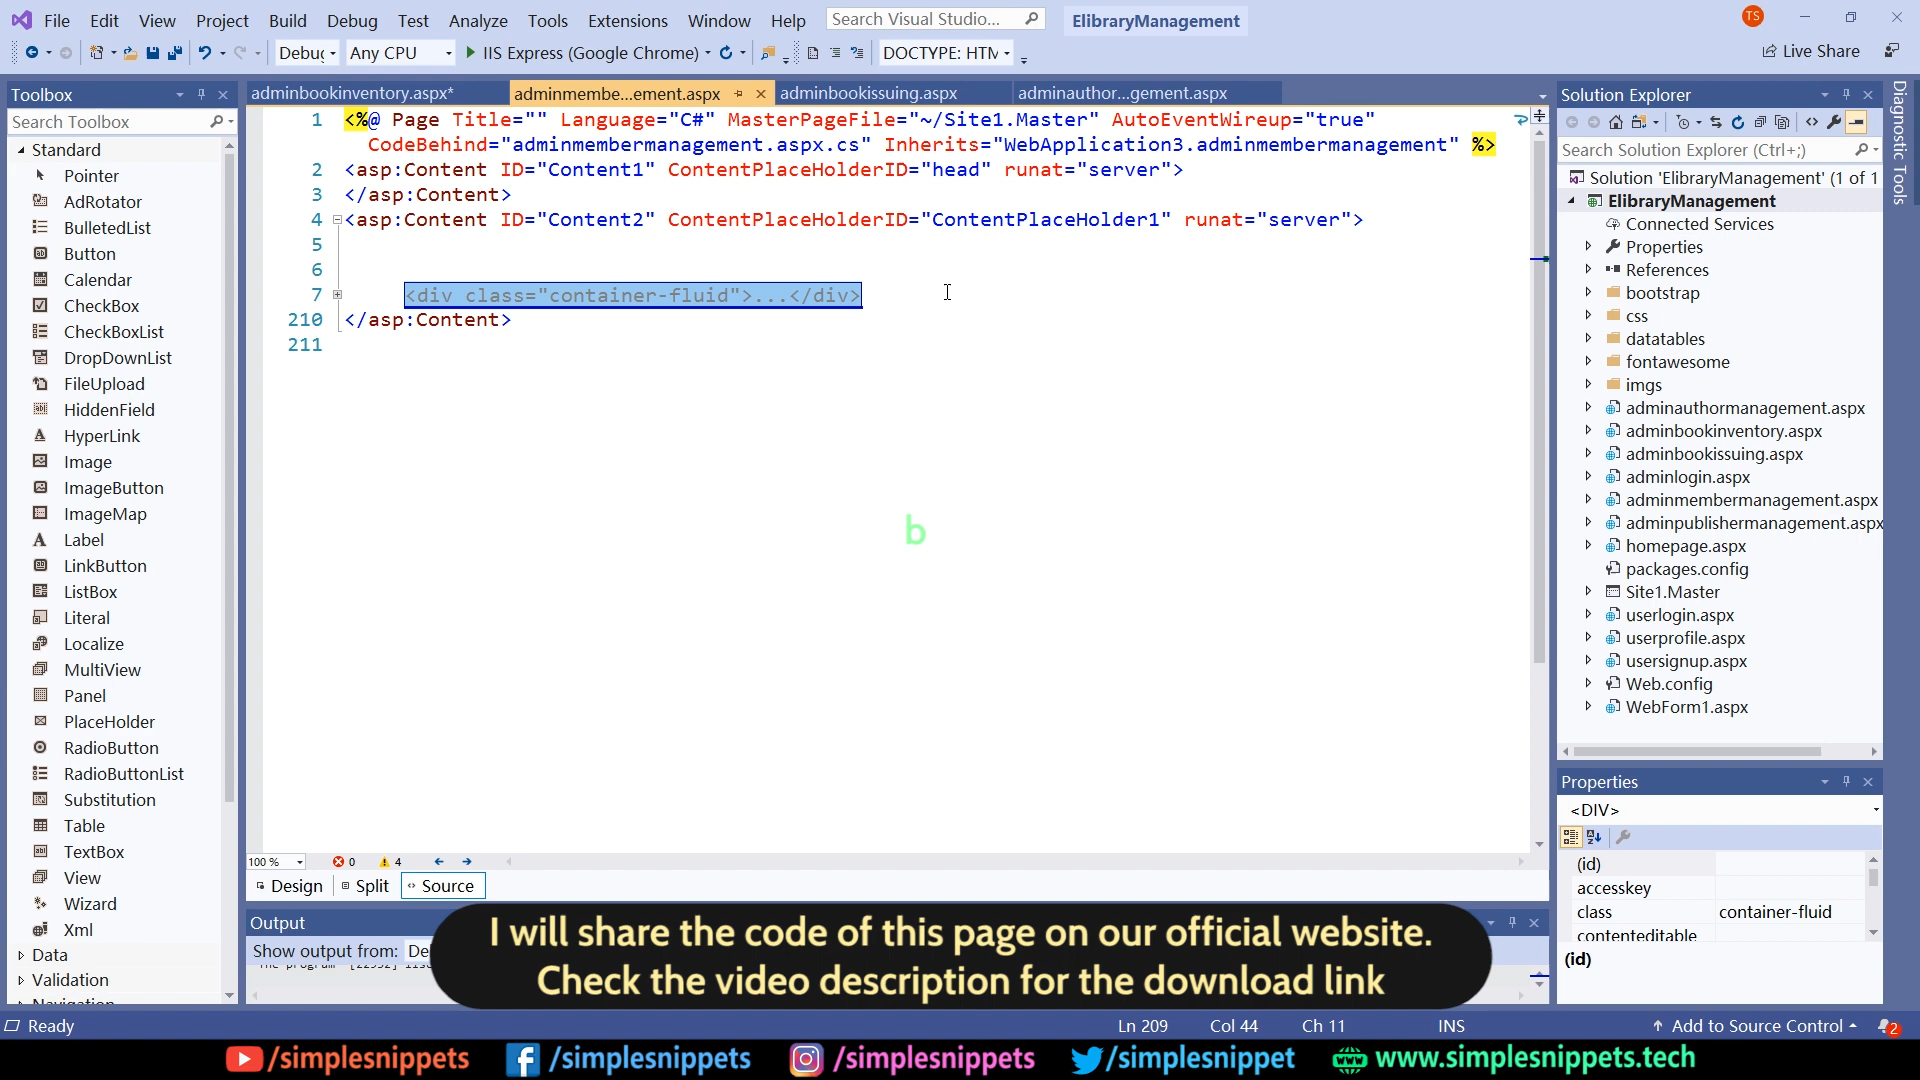 File Edit View Project Build Debug Test Analyze Tools Extensions Window Help Search Visual Studio... ElibraryManagement TS
Debug Any CPU IIS Express (Google Chrome) DOCTYPE: HTM Live Share
Toolbox
Search Toolbox
Standard
Pointer
AdRotator
BulletedList
Button
Calendar
CheckBox
CheckBoxList
DropDownList
FileUpload
HiddenField
HyperLink
Image
ImageButton
ImageMap
Label
LinkButton
ListBox
Literal
Localize
MultiView
Panel
PlaceHolder
RadioButton
RadioButtonList
Substitution
Table
TextBox
View
Wizard
Xml
Data
Validation
adminbookinventory.aspx* adminmembe...ement.aspx adminbookissuing.aspx adminauthor...gement.aspx
1 <%@ Page Title="" Language="C#" MasterPageFile="~/Site1.Master" AutoEventWireup="true"
CodeBehind="adminmembermanagement.aspx.cs" Inherits="WebApplication3.adminmembermanagement" %>
2 <asp:Content ID="Content1" ContentPlaceHolderID="head" runat="server">
3 </asp:Content>
4 <asp:Content ID="Content2" ContentPlaceHolderID="ContentPlaceHolder1" runat="server">
5
6
7 <div class="container-fluid">...</div>
210 </asp:Content>
211
b
100 % 0 4
Design Split Source
Output
Show output from: De
I will share the code of this page on our official website.
Check the video description for the download link
Solution Explorer
Search Solution Explorer (Ctrl+;)
Solution 'ElibraryManagement' (1 of 1
ElibraryManagement
Connected Services
Properties
References
bootstrap
css
datatables
fontawesome
imgs
adminauthormanagement.aspx
adminbookinventory.aspx
adminbookissuing.aspx
adminlogin.aspx
adminmembermanagement.aspx
adminpublishermanagement.aspx
homepage.aspx
packages.config
Site1.Master
userlogin.aspx
userprofile.aspx
usersignup.aspx
Web.config
WebForm1.aspx
Properties
<DIV>
(id)
accesskey
class container-fluid
contenteditable
(id)
Diagnostic Tools
Ready Ln 209 Col 44 Ch 11 INS Add to Source Control 2
/simplesnippets /simplesnippets /simplesnippets /simplesnippet www.simplesnippets.tech